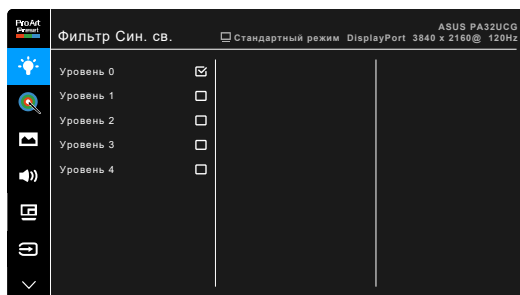 ProArt
Preset
Фильтр Син. св.
ASUS PA32UCG
Стандартный режим DisplayPort 3840 x 2160@ 120Hz
Уровень 0
Уровень 1
Уровень 2
Уровень 3
Уровень 4